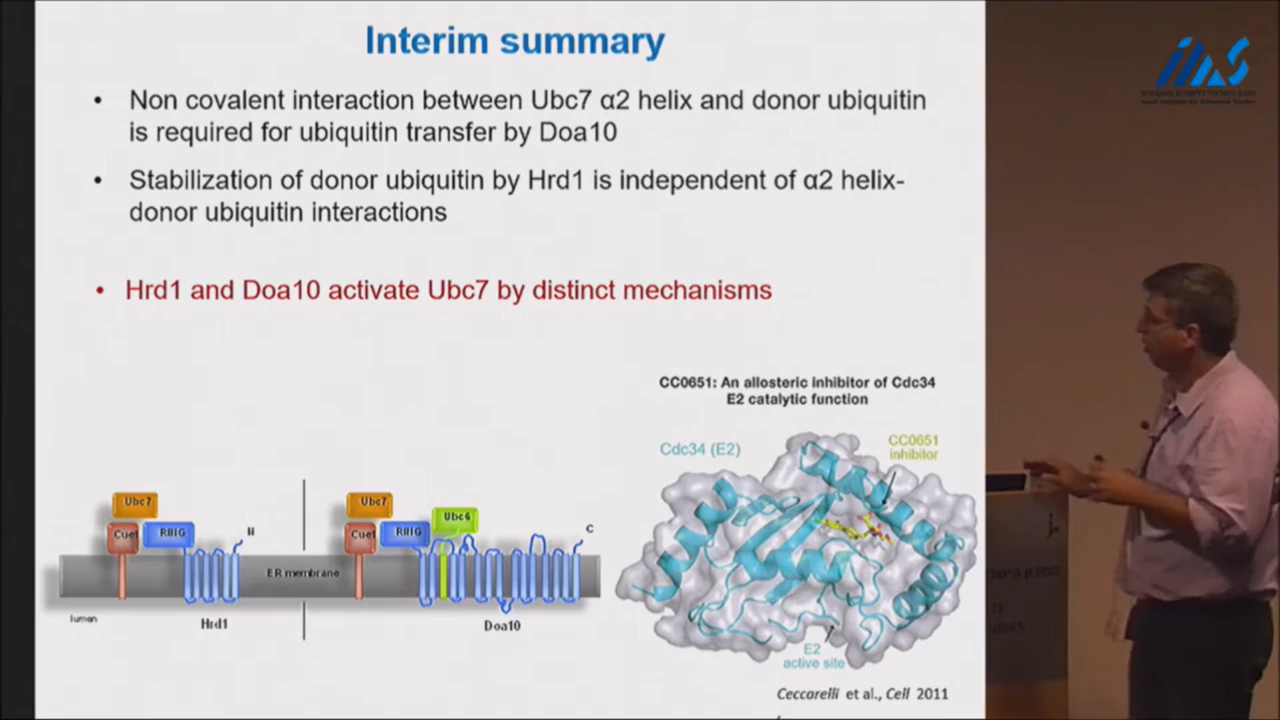 Interim summary
• Non covalent interaction between Ubc7 α2 helix and donor ubiquitin
is required for ubiquitin transfer by Doa10
• Stabilization of donor ubiquitin by Hrd1 is independent of α2 helix-
donor ubiquitin interactions
• Hrd1 and Doa10 activate Ubc7 by distinct mechanisms
CC0651: An allosteric inhibitor of Cdc34
E2 catalytic function
Cdc34 (E2)
CC0651
inhibitor
Ubc7
Cue1
RING
N
Ubc7
Cue1
RING
Ubc6
C
ER membrane
lumen
Hrd1
Doa10
E2
active site
Ceccarelli et al., Cell 2011
IIAS